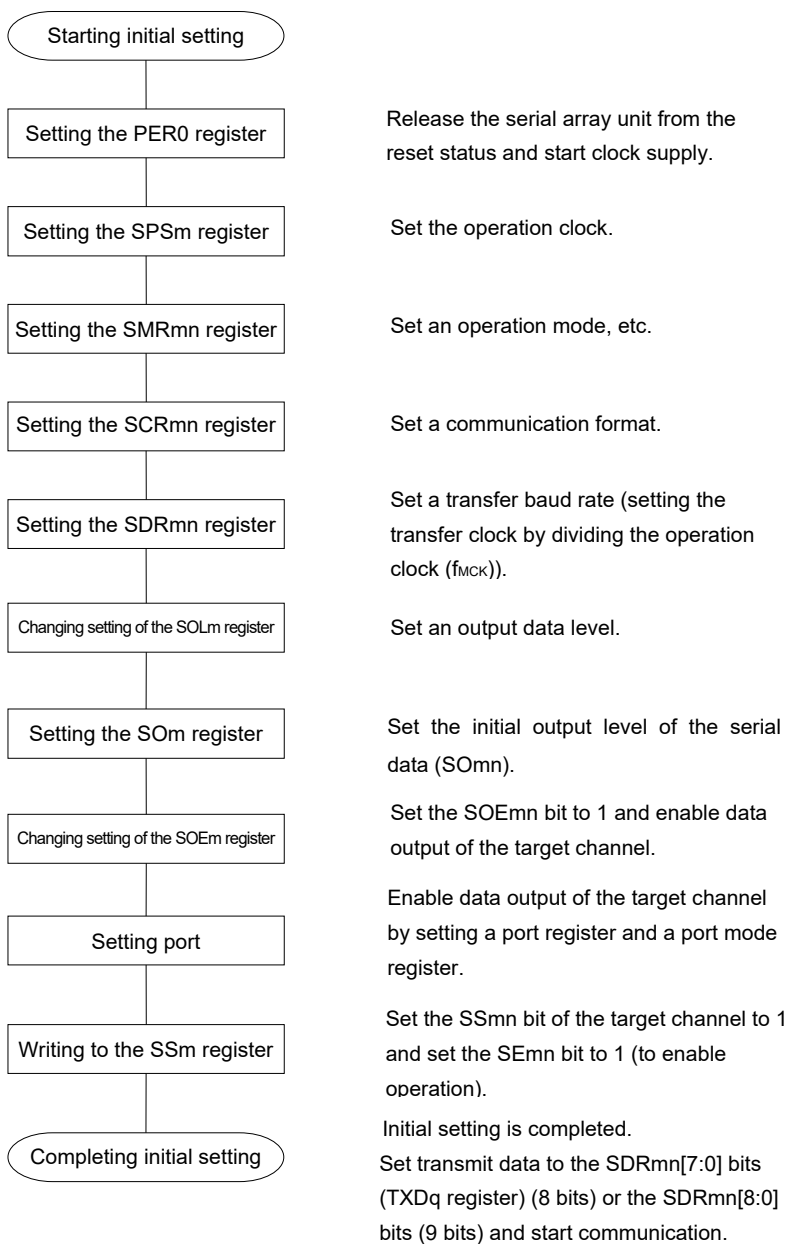 Starting initial setting
Setting the PER0 register
Release the serial array unit from the
reset status and start clock supply.
Setting the SPSm register
Set the operation clock.
Setting the SMRmn register
Set an operation mode, etc.
Setting the SCRmn register
Set a communication format.
Setting the SDRmn register
Set a transfer baud rate (setting the
transfer clock by dividing the operation
clock (fMCK)).
Changing setting of the SOLm register
Set an output data level.
Setting the SOm register
Set the initial output level of the serial
data (SOmn).
Changing setting of the SOEm register
Set the SOEmn bit to 1 and enable data
output of the target channel.
Setting port
Enable data output of the target channel
by setting a port register and a port mode
register.
Writing to the SSm register
Set the SSmn bit of the target channel to 1
and set the SEmn bit to 1 (to enable
operation).
Completing initial setting
Initial setting is completed.
Set transmit data to the SDRmn[7:0] bits
(TXDq register) (8 bits) or the SDRmn[8:0]
bits (9 bits) and start communication.